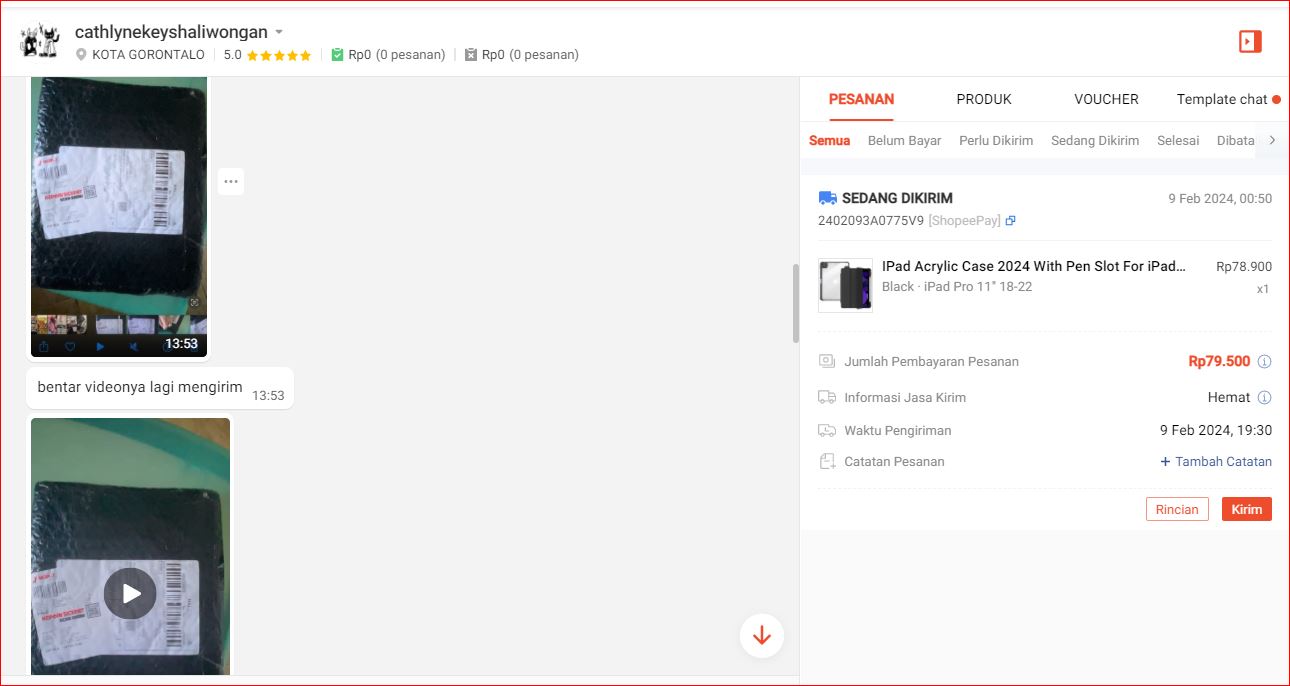 cathlynekeyshaliwongan
KOTA GORONTALO 5.0 Rp0 (0 pesanan) Rp0 (0 pesanan)
13:53
bentar videonya lagi mengirim 13:53
PESANAN PRODUK VOUCHER Template chat
Semua Belum Bayar Perlu Dikirim Sedang Dikirim Selesai Dibata
SEDANG DIKIRIM 9 Feb 2024, 00:50
2402093A0775V9 [ShopeePay]
IPad Acrylic Case 2024 With Pen Slot For iPad... Rp78.900
Black · iPad Pro 11" 18-22 x1
Jumlah Pembayaran Pesanan Rp79.500
Informasi Jasa Kirim Hemat
Waktu Pengiriman 9 Feb 2024, 19:30
Catatan Pesanan + Tambah Catatan
Rincian Kirim